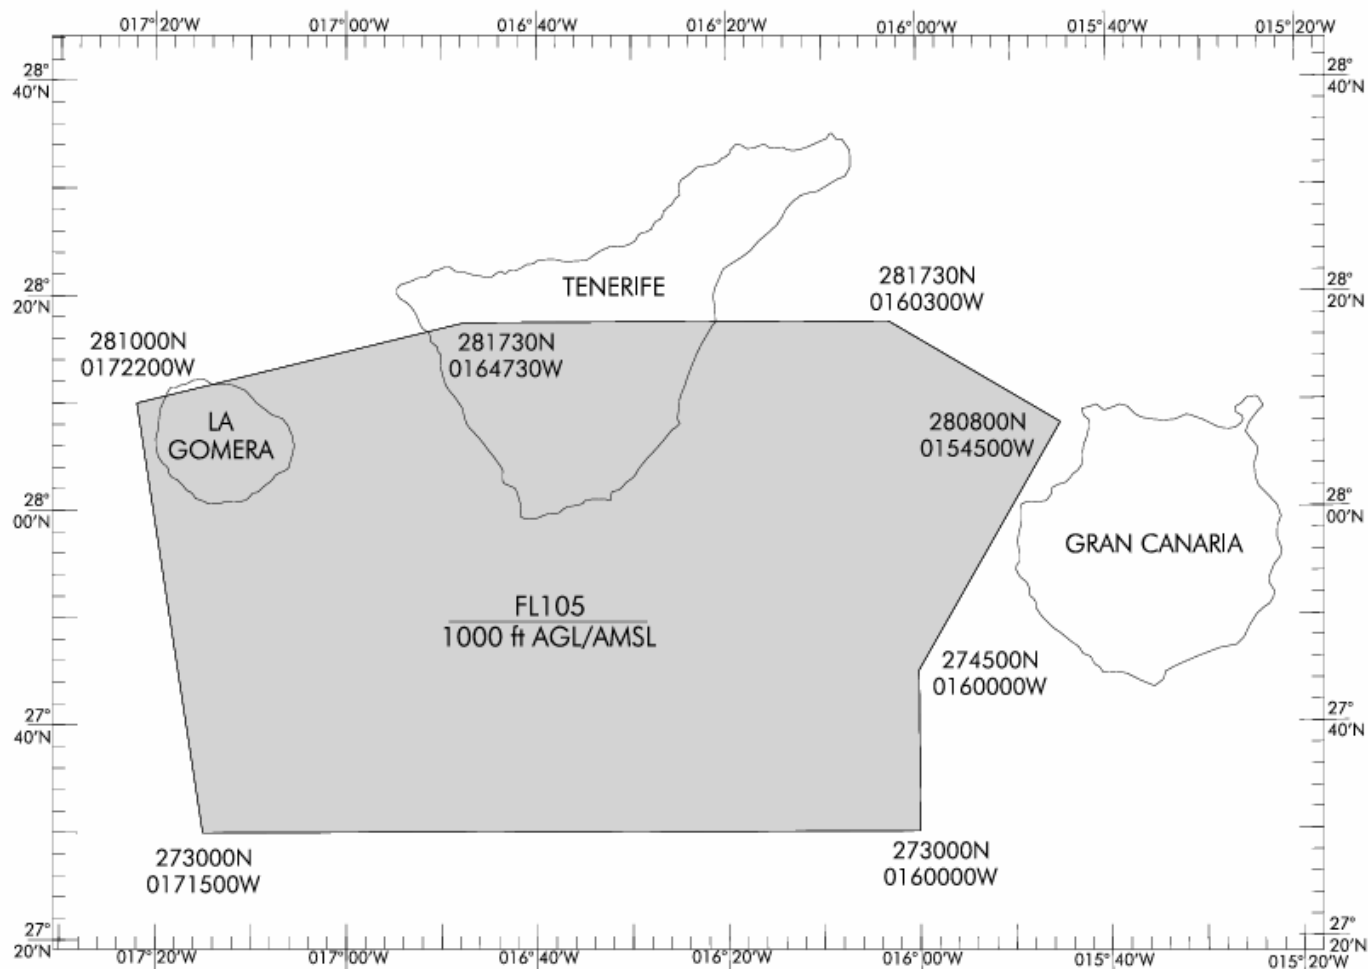 017°20'W 017°00'W 016°40'W 016°20'W 016°00'W 015°40'W 015°20'W
28° 28°
40'N 40'N
281730N
0160300W
28° TENERIFE 28°
20'N 20'N
281000N
0172200W
281730N
0164730W
LA
GOMERA
280800N
0154500W
28° 28°
00'N 00'N
GRAN CANARIA
FL105
1000 ft AGL/AMSL
274500N
0160000W
27° 27°
40'N 40'N
273000N
0171500W
273000N
0160000W
27° 27°
20'N 20'N
017°20'W 017°00'W 016°40'W 016°20'W 016°00'W 015°40'W 015°20'W